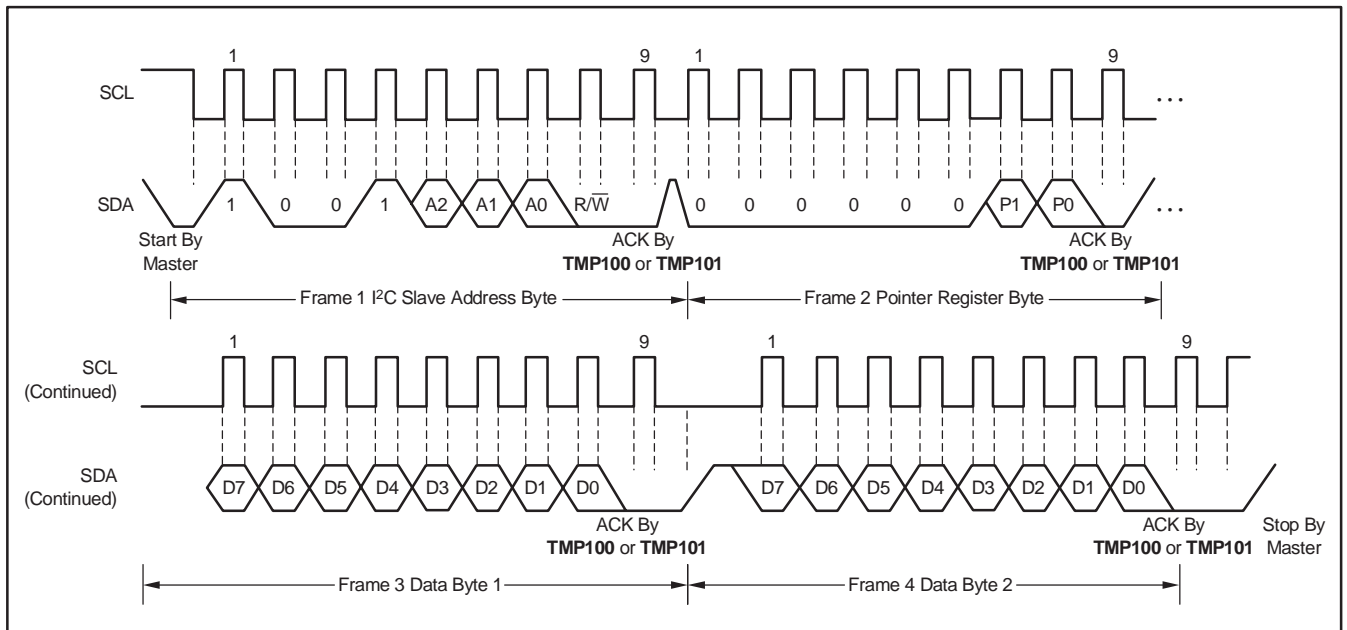 1 9 1 9
SCL ...
SDA 1 0 0 1 A2 A1 A0 R/W̅ 0 0 0 0 0 0 P1 P0 ...
Start By ACK By ACK By
Master TMP100 or TMP101 TMP100 or TMP101
Frame 1 I²C Slave Address Byte Frame 2 Pointer Register Byte
1 9 1 9
SCL
(Continued)
SDA D7 D6 D5 D4 D3 D2 D1 D0 D7 D6 D5 D4 D3 D2 D1 D0
(Continued)
ACK By ACK By Stop By
TMP100 or TMP101 TMP100 or TMP101 Master
Frame 3 Data Byte 1 Frame 4 Data Byte 2